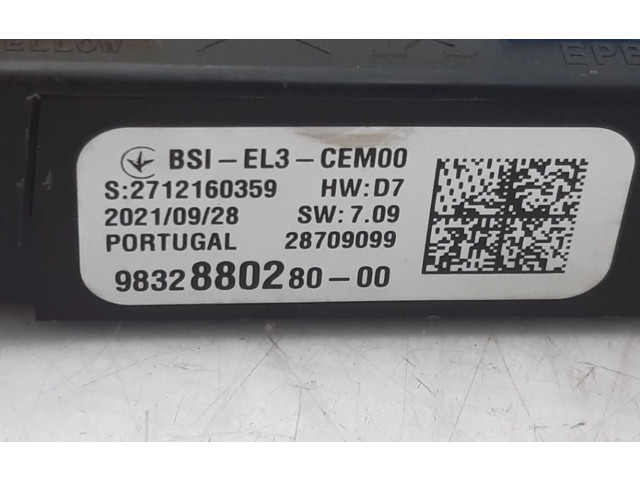 BSI-EL3-CEM00
S:2712160359 HW:D7
2021/09/28 SW: 7.09
PORTUGAL 28709099
9832880280-00